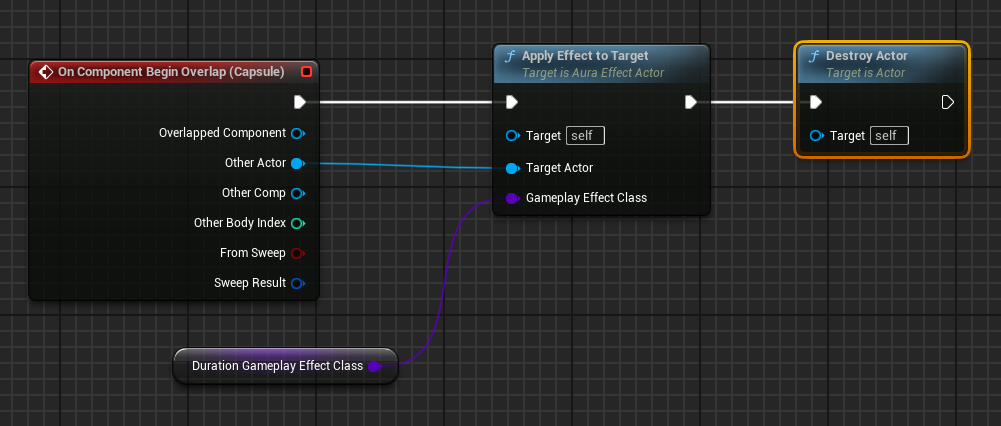 On Component Begin Overlap (Capsule)
Overlapped Component
Other Actor
Other Comp
Other Body Index
From Sweep
Sweep Result
Duration Gameplay Effect Class
Apply Effect to Target
Target is Aura Effect Actor
Target self
Target Actor
Gameplay Effect Class
Destroy Actor
Target is Actor
Target self